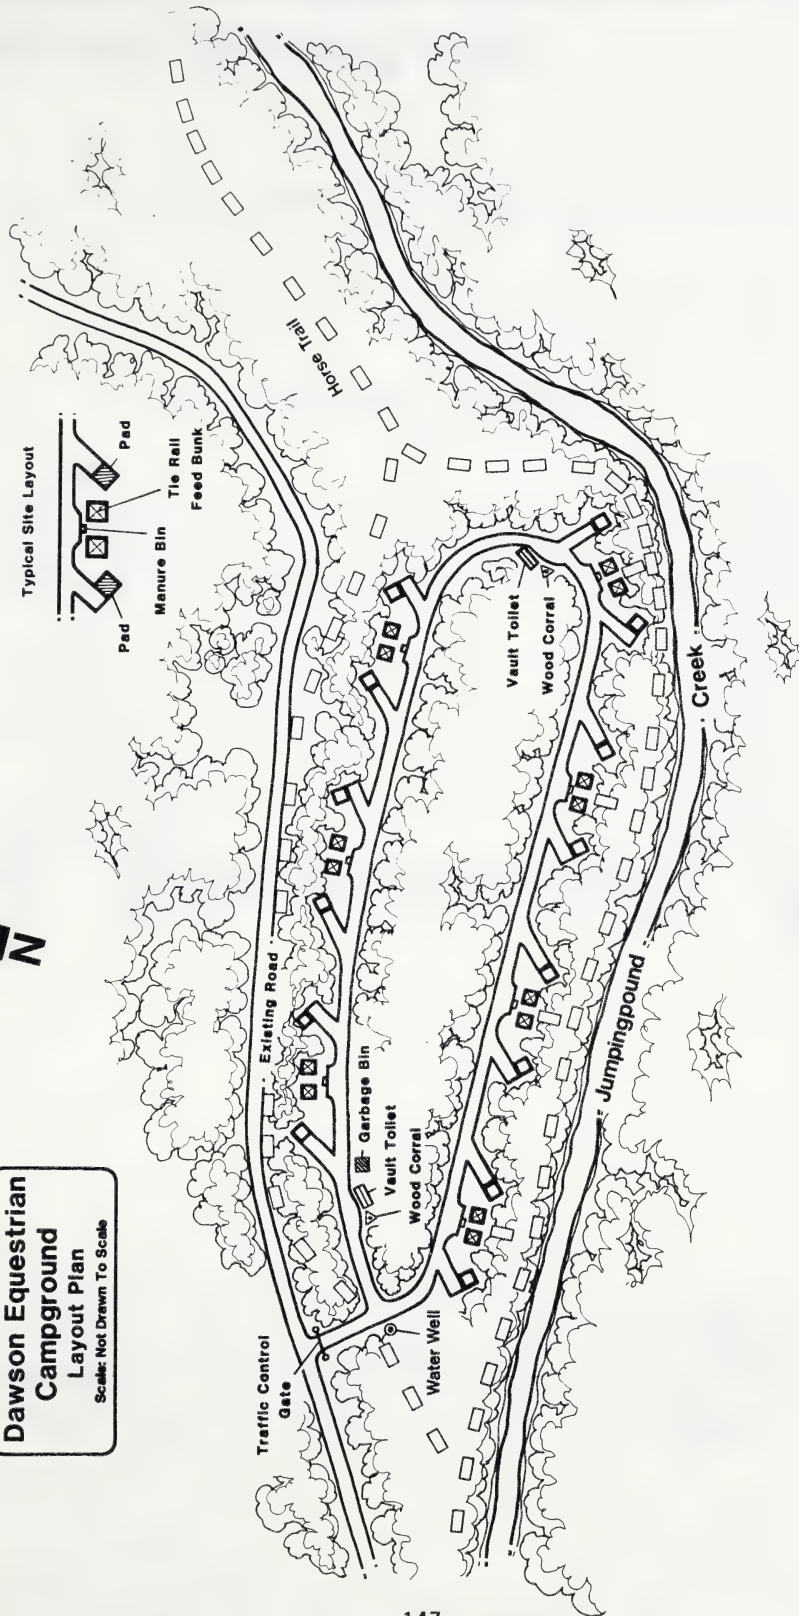 Dawson Equestrian
Campground
Layout Plan
Scale: Not Drawn To Scale
N
Typical Site Layout
Pad
Manure Bin
Tie Rail
Feed Bunk
Pad
Existing Road
Horse Trail
Traffic Control
Gate
Water Well
Garbage Bin
Vault Toilet
Wood Corral
Vault Toilet
Wood Corral
Jumpingpound
Creek